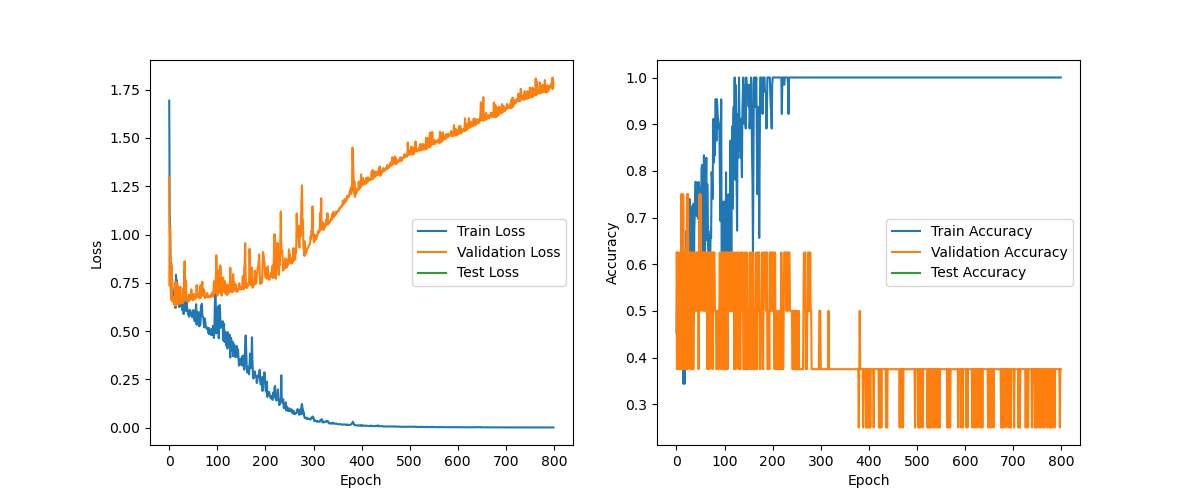 1.75
1.50
1.25
1.00
0.75
0.50
0.25
0.00
Loss
0 100 200 300 400 500 600 700 800
Epoch
Train Loss
Validation Loss
Test Loss
1.0
0.9
0.8
0.7
0.6
0.5
0.4
0.3
Accuracy
0 100 200 300 400 500 600 700 800
Epoch
Train Accuracy
Validation Accuracy
Test Accuracy